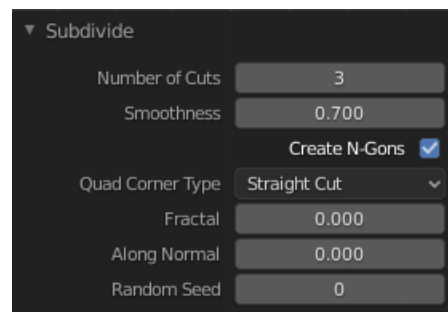 Subdivide
Number of Cuts 3
Smoothness 0.700
Create N-Gons
Quad Corner Type Straight Cut
Fractal 0.000
Along Normal 0.000
Random Seed 0